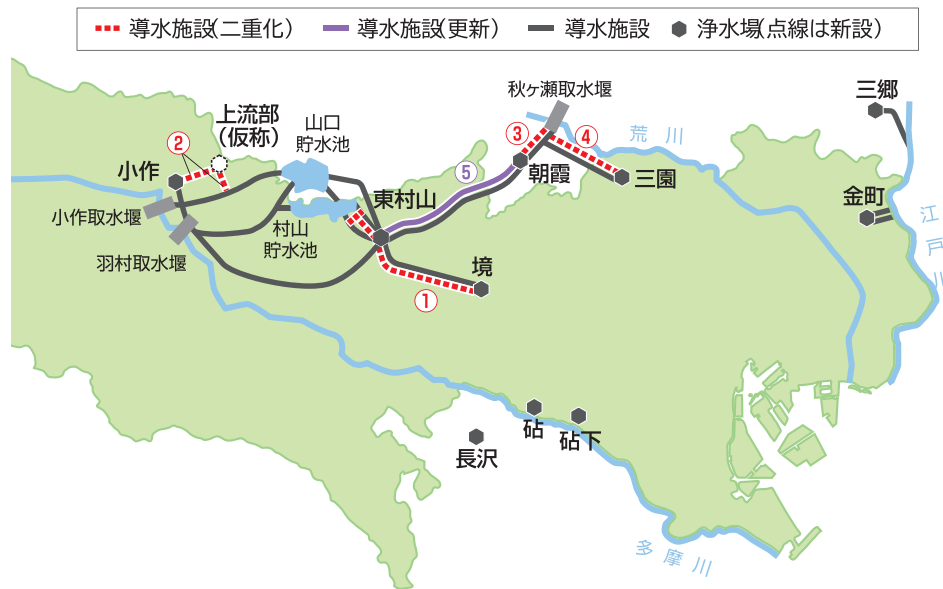 導水施設(二重化) 導水施設(更新) 導水施設 浄水場(点線は新設)
秋ヶ瀬取水堰
三郷
上流部
(仮称)
山口
貯水池
荒川
②
③
④
小作
朝霞
三園
⑤
東村山
金町
小作取水堰
村山
貯水池
江戸川
羽村取水堰
境
①
砧
砧下
長沢
多摩川